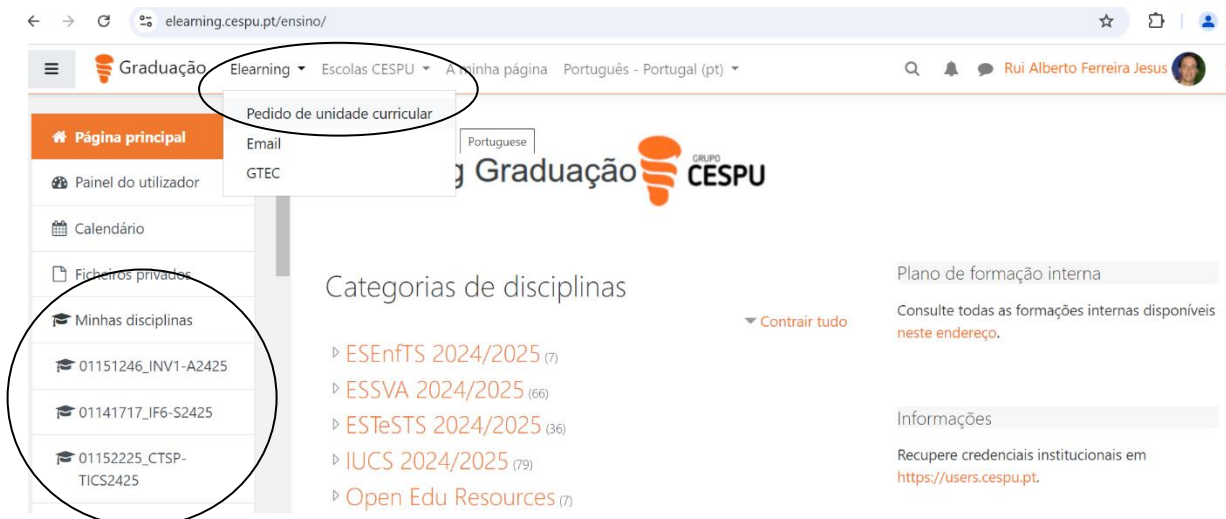 elearning.cespu.pt/ensino/
Graduação Elearning Escolas CESPU A minha página Português - Portugal (pt) Rui Alberto Ferreira Jesus
Pedido de unidade curricular
Email
GTEC
Portuguese
g Graduação GRUPO CESPU
Página principal
Painel do utilizador
Calendário
Ficheiros privados
Minhas disciplinas
01151246_INV1-A2425
01141717_IF6-S2425
01152225_CTSP-
TICS2425
Categorias de disciplinas
Contrair tudo
ESEnfTS 2024/2025 (7)
ESSVA 2024/2025 (66)
ESTeSTS 2024/2025 (36)
IUCS 2024/2025 (79)
Open Edu Resources (7)
Plano de formação interna
Consulte todas as formações internas disponíveis
neste endereço.
Informações
Recupere credenciais institucionais em
https://users.cespu.pt.